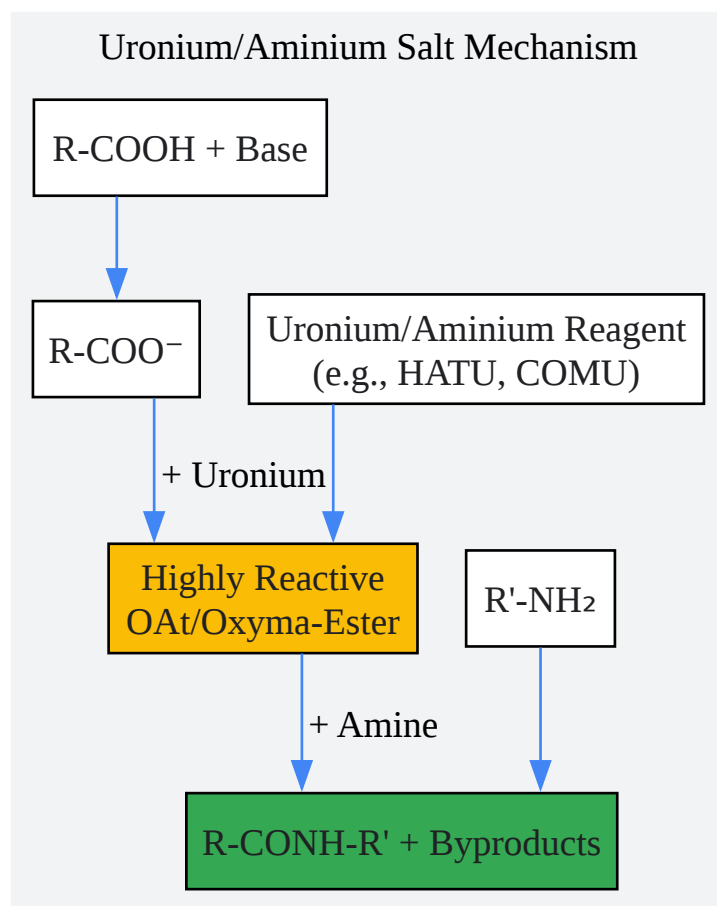 Uronium/Aminium Salt Mechanism
R-COOH + Base
R-COO⁻
Uronium/Aminium Reagent
(e.g., HATU, COMU)
+ Uronium
Highly Reactive
OAt/Oxyma-Ester
R'-NH₂
+ Amine
R-CONH-R' + Byproducts